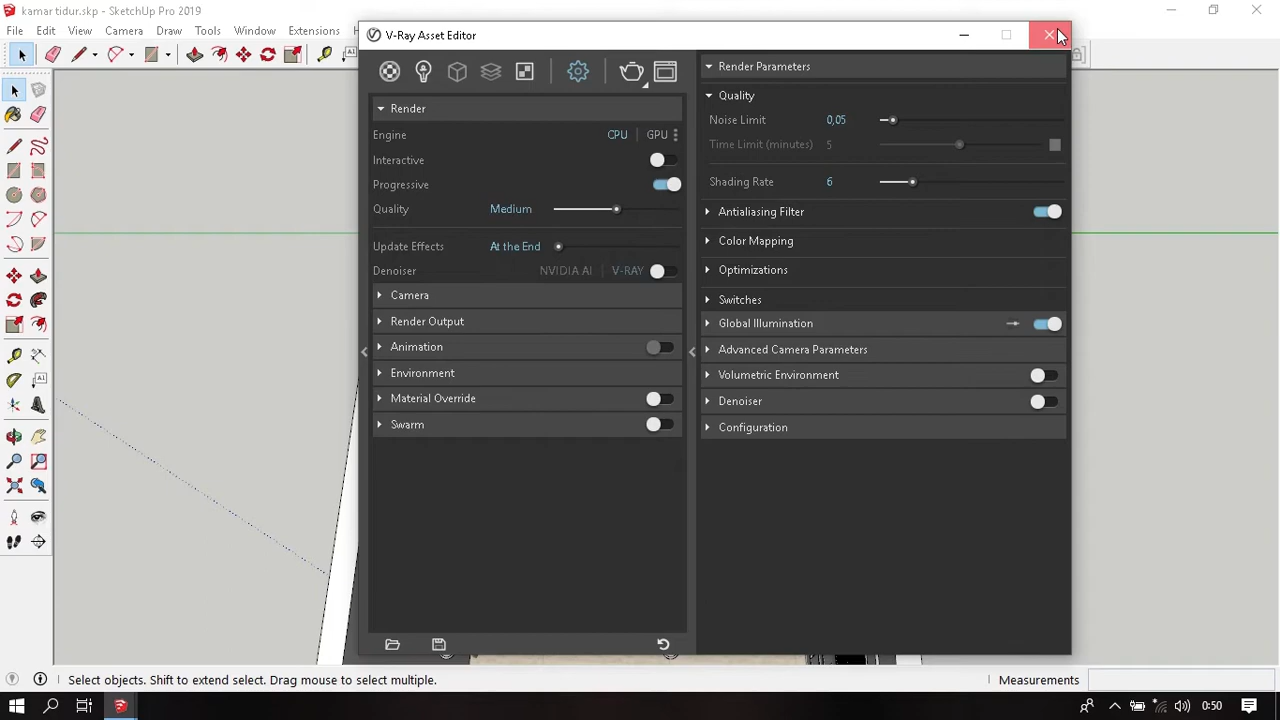 kamar tidur.skp - SketchUp Pro 2019
File Edit View Camera Draw Tools Window Extensions
V-Ray Asset Editor
Render
Engine CPU | GPU
Interactive
Progressive
Quality Medium
Update Effects At the End
Denoiser NVIDIA AI | V-RAY
Camera
Render Output
Animation
Environment
Material Override
Swarm
Render Parameters
Quality
Noise Limit 0,05
Time Limit (minutes) 5
Shading Rate 6
Antialiasing Filter
Color Mapping
Optimizations
Switches
Global Illumination
Advanced Camera Parameters
Volumetric Environment
Denoiser
Configuration
Select objects. Shift to extend select. Drag mouse to select multiple.
Measurements
0:50